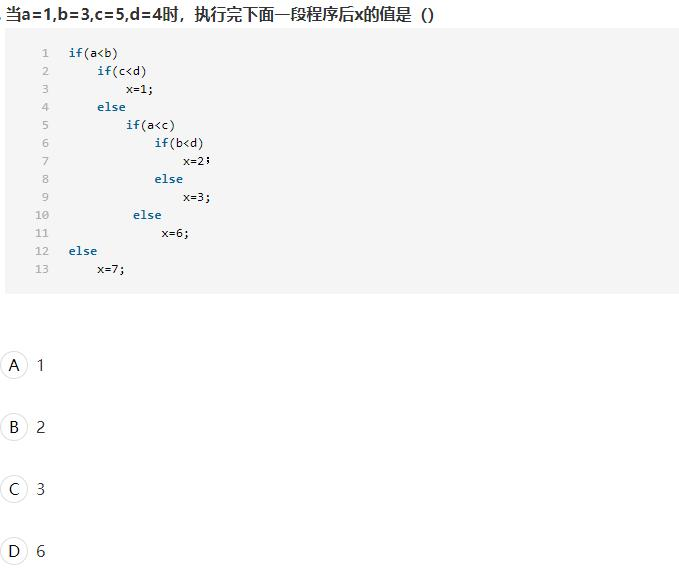 当a=1,b=3,c=5,d=4时，执行完下面一段程序后x的值是（）
1 if(a<b)
2 if(c<d)
3 x=1;
4 else
5 if(a<c)
6 if(b<d)
7 x=2;
8 else
9 x=3;
10 else
11 x=6;
12 else
13 x=7;
A 1
B 2
C 3
D 6